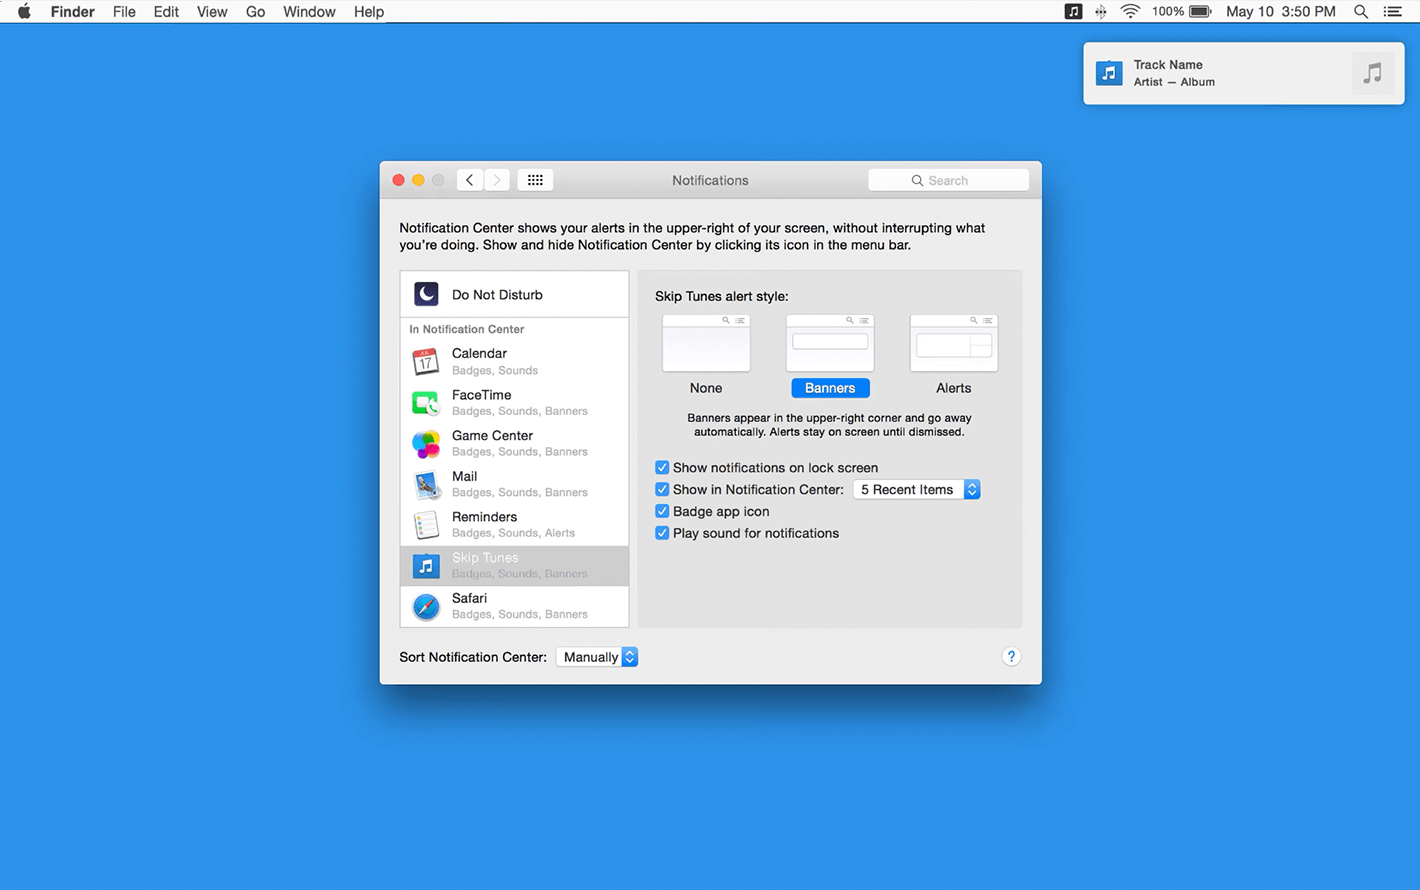 Finder File Edit View Go Window Help 100% May 10 3:50 PM
Track Name
Artist — Album
Notifications
Search
Notification Center shows your alerts in the upper-right of your screen, without interrupting what
you're doing. Show and hide Notification Center by clicking its icon in the menu bar.
Do Not Disturb
In Notification Center
JUL
17
Calendar
Badges, Sounds
FaceTime
Badges, Sounds, Banners
Game Center
Badges, Sounds, Banners
Mail
Badges, Sounds, Banners
Reminders
Badges, Sounds, Alerts
Skip Tunes
Badges, Sounds, Banners
Safari
Badges, Sounds, Banners
Skip Tunes alert style:
None Banners Alerts
Banners appear in the upper-right corner and go away
automatically. Alerts stay on screen until dismissed.
Show notifications on lock screen
Show in Notification Center: 5 Recent Items
Badge app icon
Play sound for notifications
Sort Notification Center: Manually
?